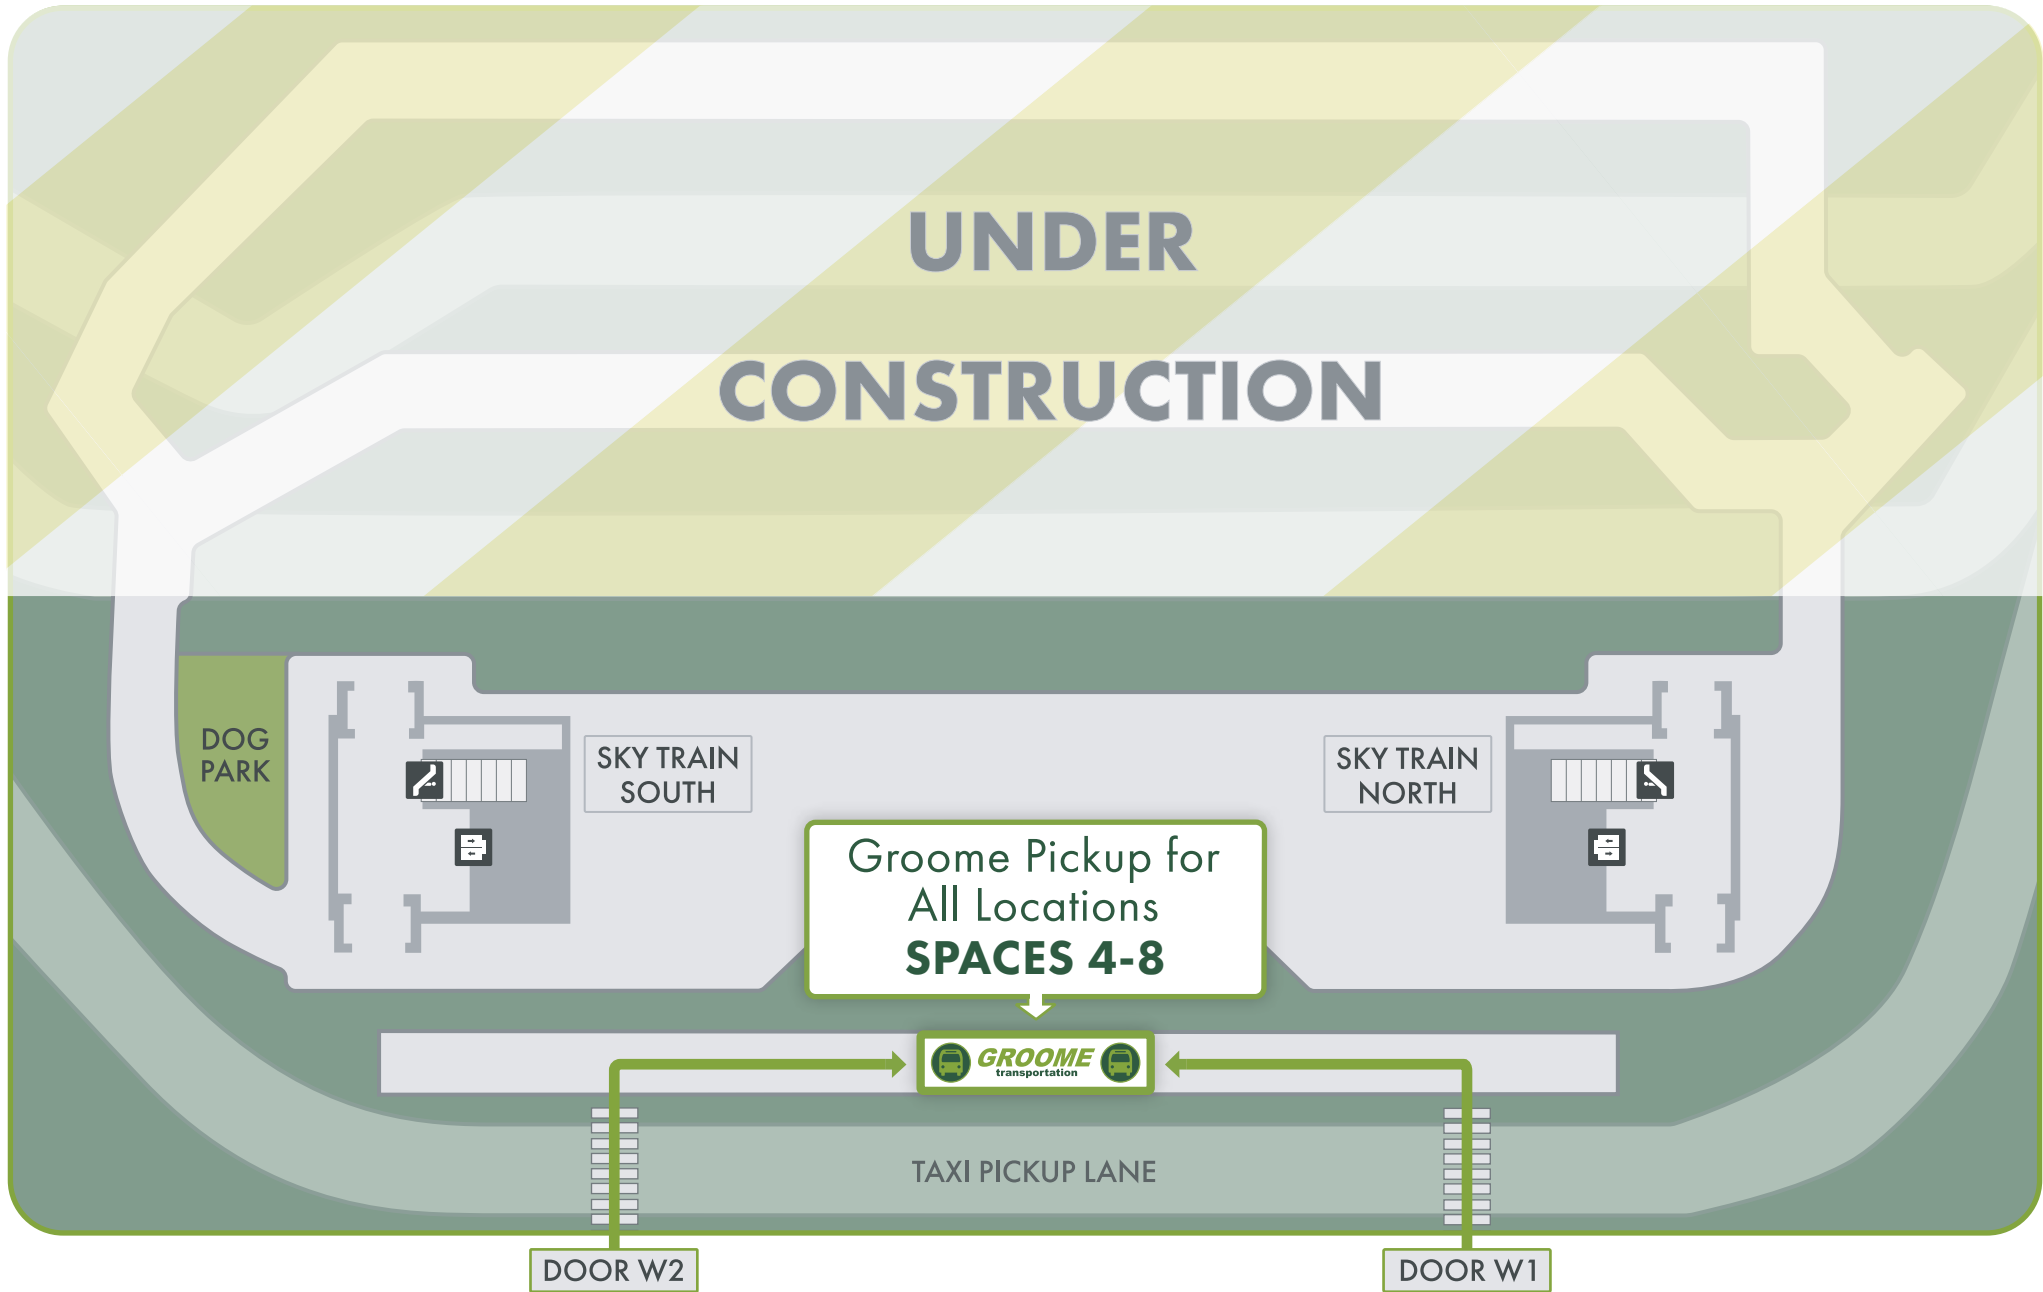 UNDER
CONSTRUCTION
DOG
PARK
SKY TRAIN
SOUTH
SKY TRAIN
NORTH
Groome Pickup for
All Locations
SPACES 4-8
GROOME
transportation
TAXI PICKUP LANE
DOOR W2
DOOR W1